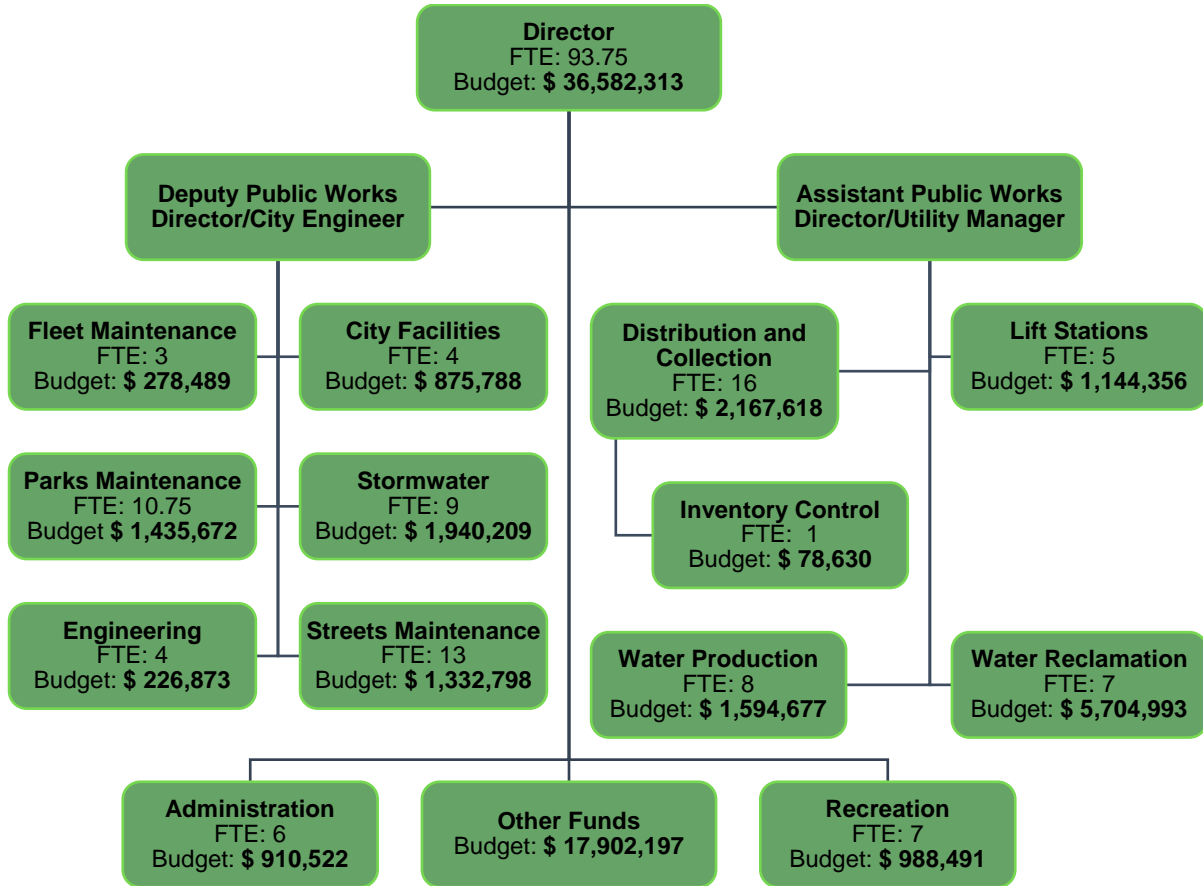 Director
FTE: 93.75
Budget: $ 36,582,313
Deputy Public Works
Director/City Engineer
Assistant Public Works
Director/Utility Manager
Fleet Maintenance
FTE: 3
Budget: $ 278,489
City Facilities
FTE: 4
Budget: $ 875,788
Distribution and
Collection
FTE: 16
Budget: $ 2,167,618
Lift Stations
FTE: 5
Budget: $ 1,144,356
Parks Maintenance
FTE: 10.75
Budget $ 1,435,672
Stormwater
FTE: 9
Budget: $ 1,940,209
Inventory Control
FTE:  1
Budget: $ 78,630
Engineering
FTE: 4
Budget: $ 226,873
Streets Maintenance
FTE: 13
Budget: $ 1,332,798
Water Production
FTE: 8
Budget: $ 1,594,677
Water Reclamation
FTE: 7
Budget: $ 5,704,993
Administration
FTE: 6
Budget: $ 910,522
Other Funds
Budget: $ 17,902,197
Recreation
FTE: 7
Budget: $ 988,491